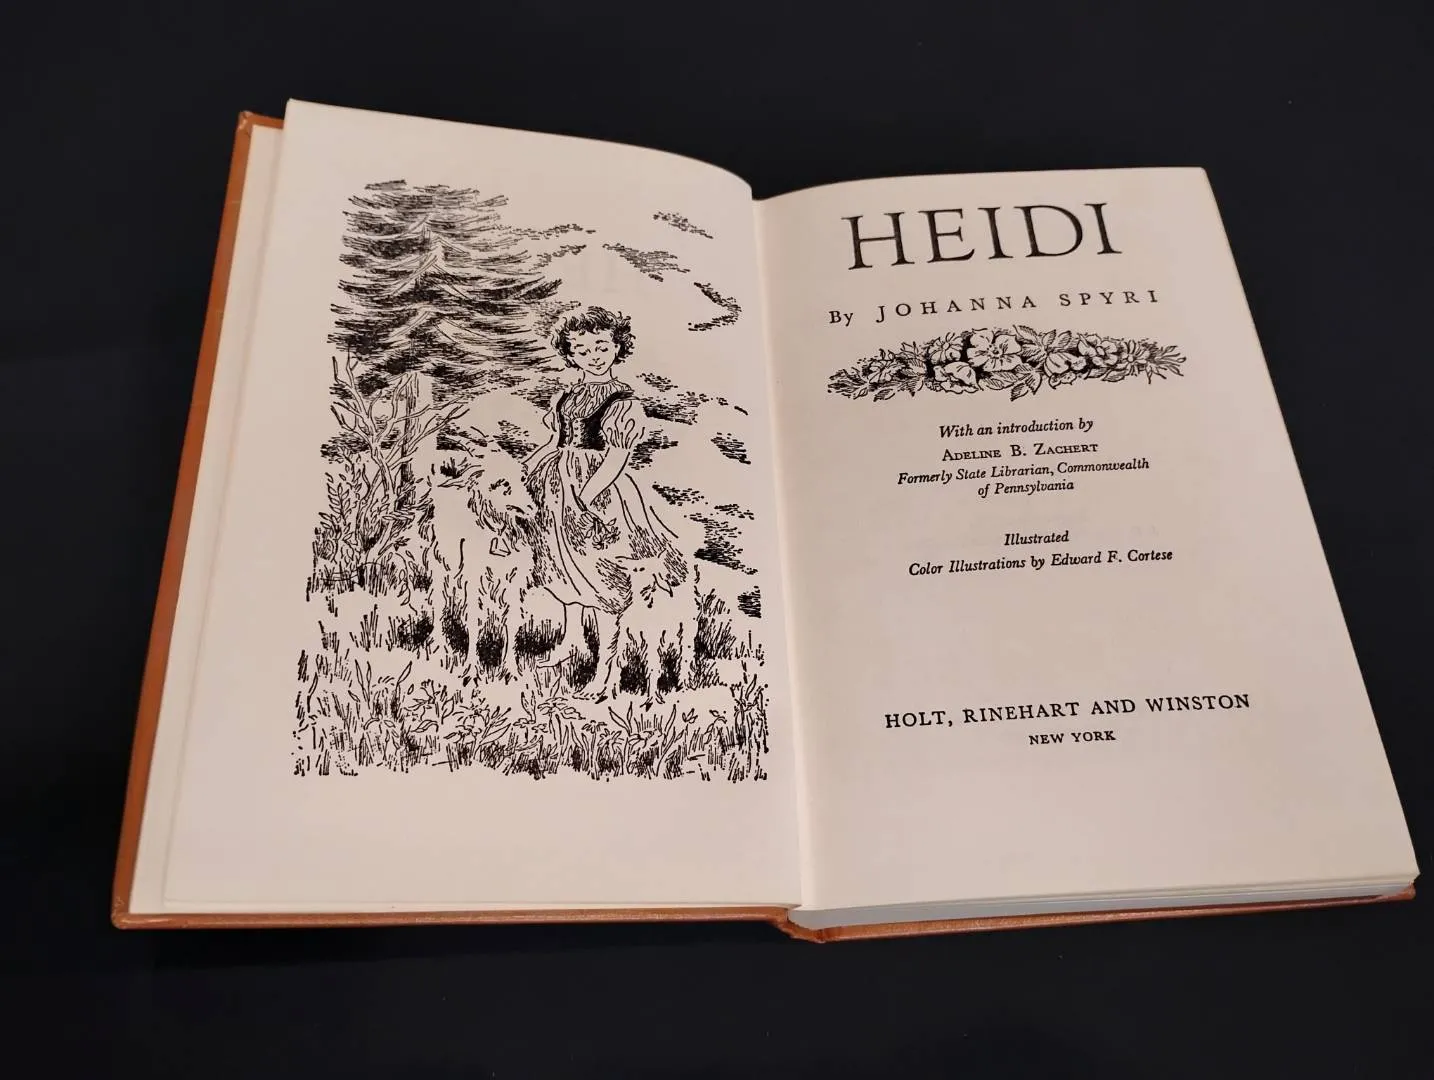 HEIDI
By JOHANNA SPYRI
With an introduction by
ADELINE B. ZACHERT
Formerly State Librarian, Commonwealth
of Pennsylvania
Illustrated
Color Illustrations by Edward F. Cortese
HOLT, RINEHART AND WINSTON
NEW YORK